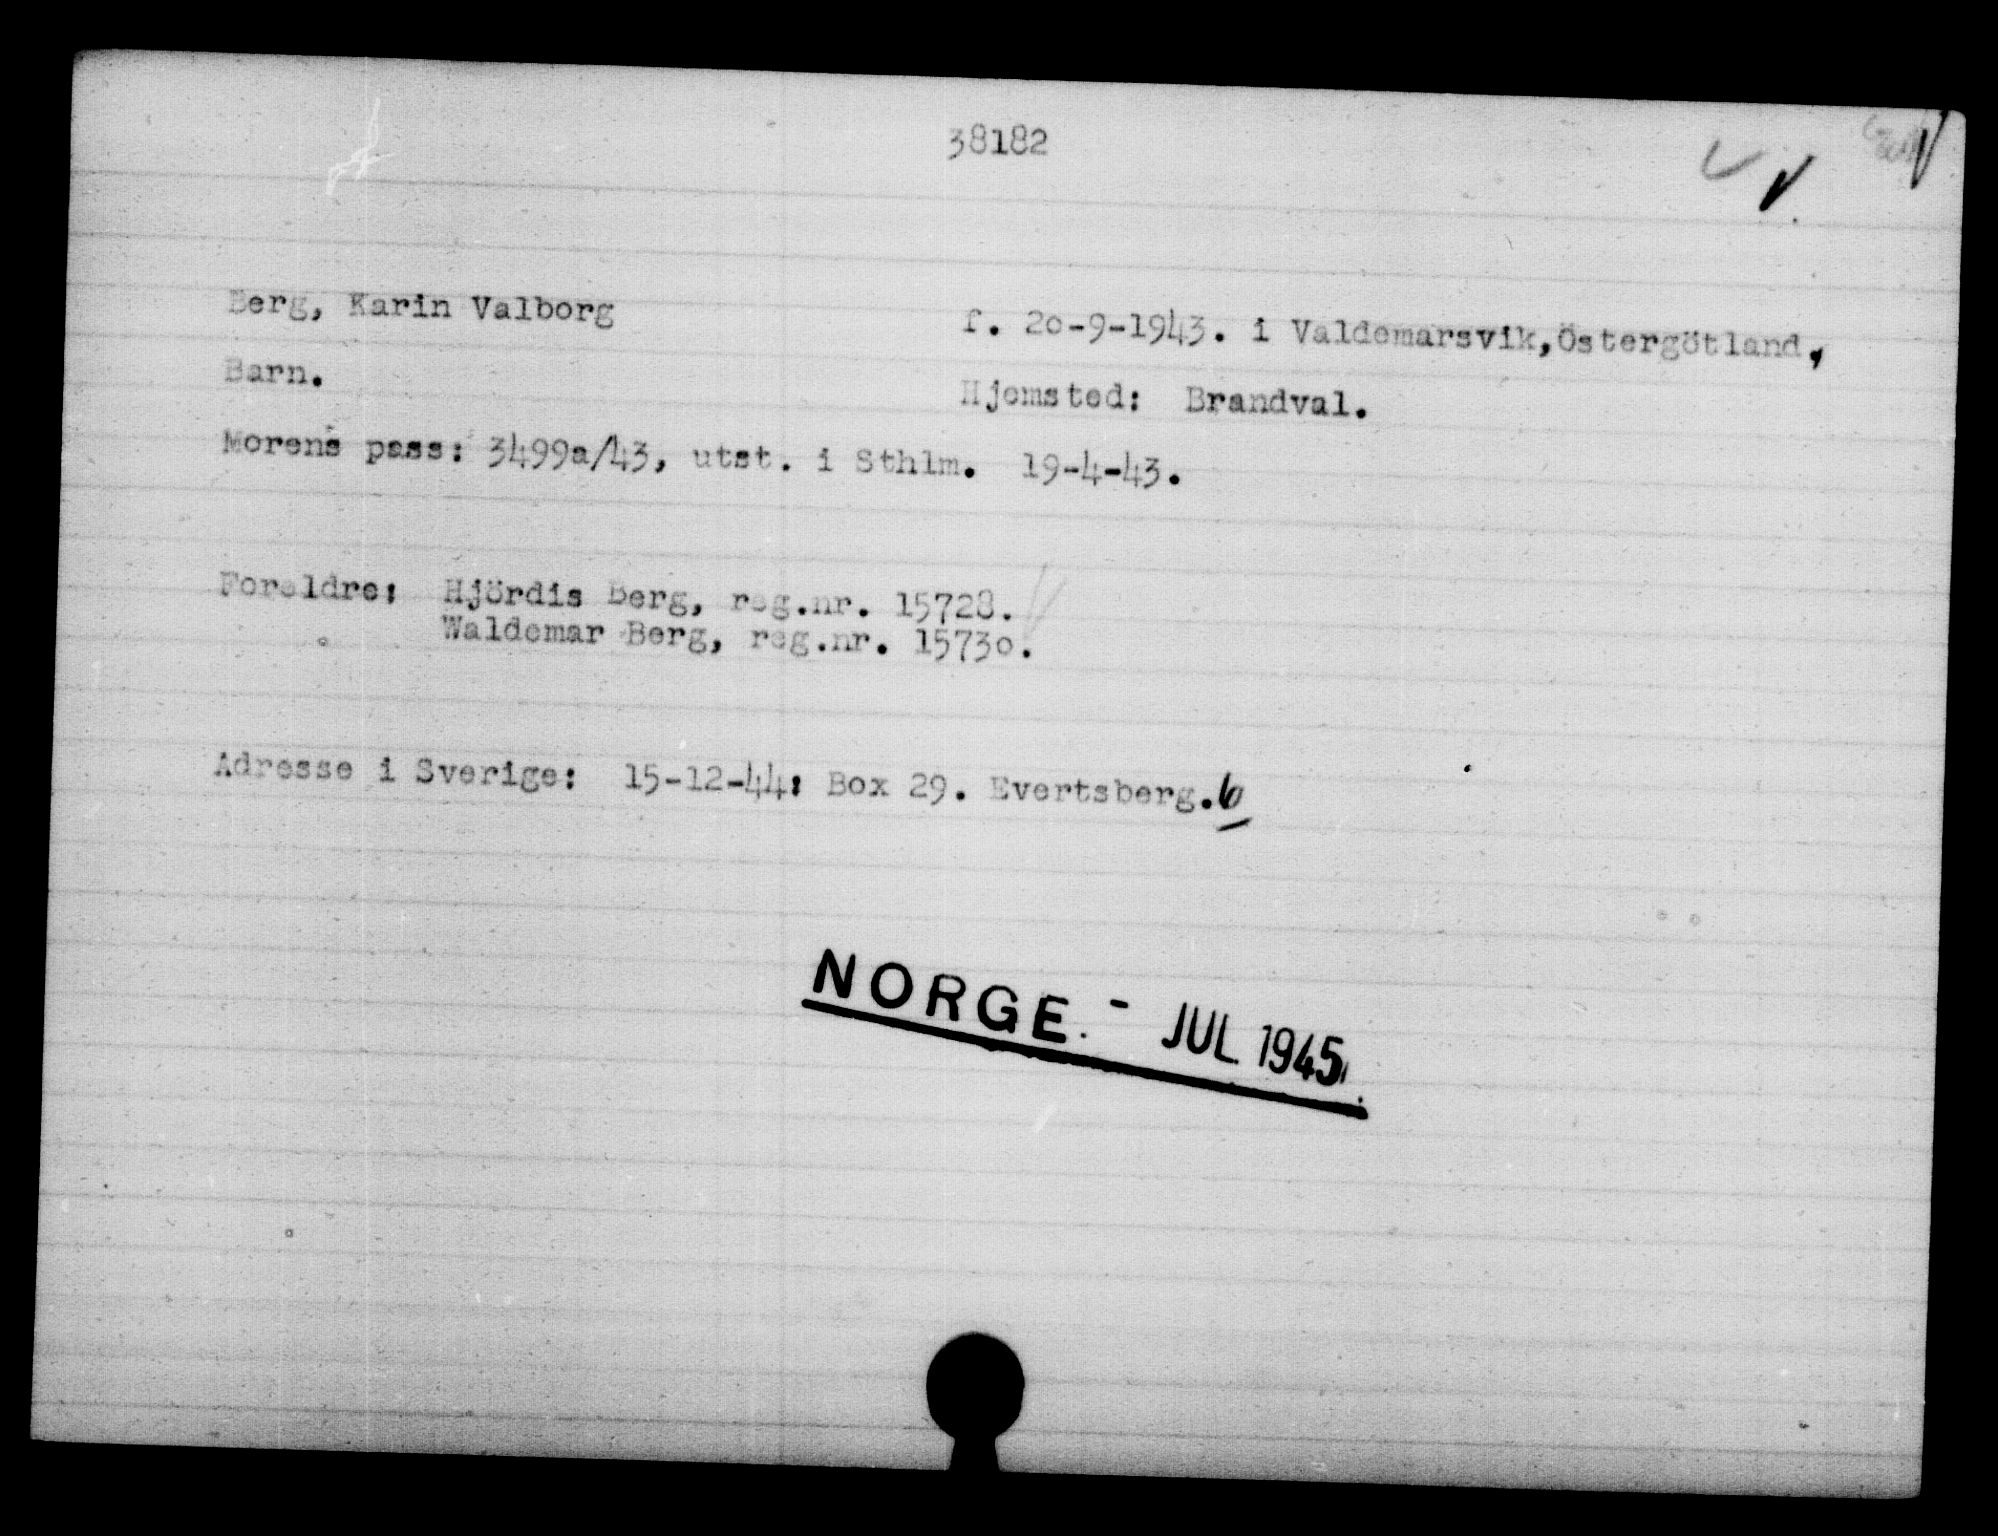 38182
Berg, Karin Valborg
f. 20-9-1943. i Valdemarsvik, Östergötland,
Barn.
Hjemsted: Brandval.
Morens pass: 3499a/43, utst. i Sthlm. 19-4-43.
Foreldre: Hjördis Berg, reg.nr. 15728.
Waldemar Berg, reg.nr. 15730.
Adresse i Sverige: 15-12-44: Box 29. Evertsberg.
NORGE. - JUL 1945